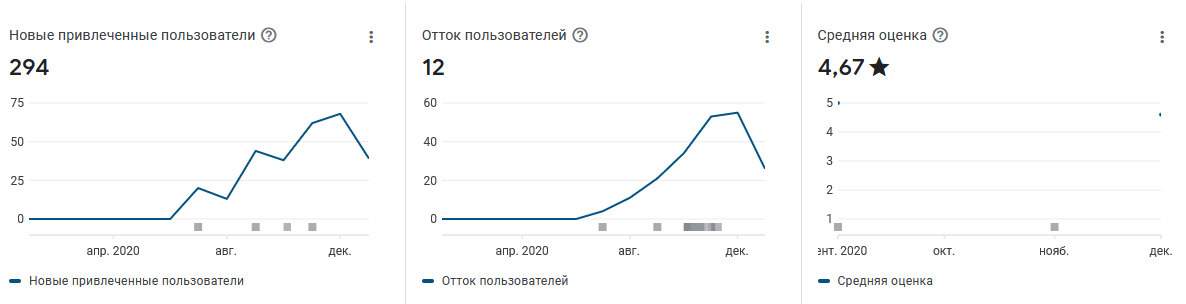 Новые привлеченные пользователи
294
75
50
25
0
апр. 2020
авг.
дек.
Новые привлеченные пользователи
Отток пользователей
12
60
40
20
0
апр. 2020
авг.
дек.
Отток пользователей
Средняя оценка
4,67
5
4
3
2
1
ент. 2020
окт.
нояб.
дек.
Средняя оценка